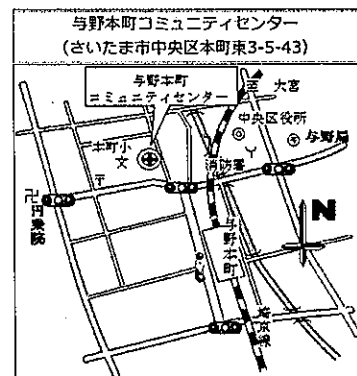 与野本町コミュニティセンター
(さいたま市中央区本町東3-5-43)
与野本町
コミュニティセンター
至 大宮
中央区役所
与野局
本町小
文
消防署
〒
卍円乗院
与野本町
埼京線
N